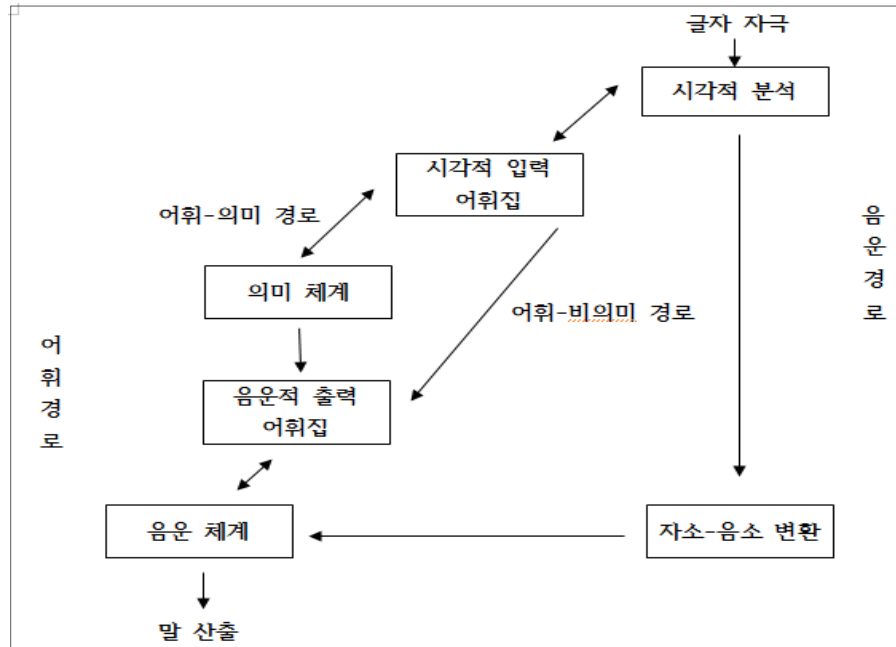 글자 자극
시각적 분석
시각적 입력
어휘집
어휘-의미 경로
음
운
경
로
의미 체계
어휘-비의미 경로
어
휘
경
로
음운적 출력
어휘집
음운 체계
자소-음소 변환
말 산출